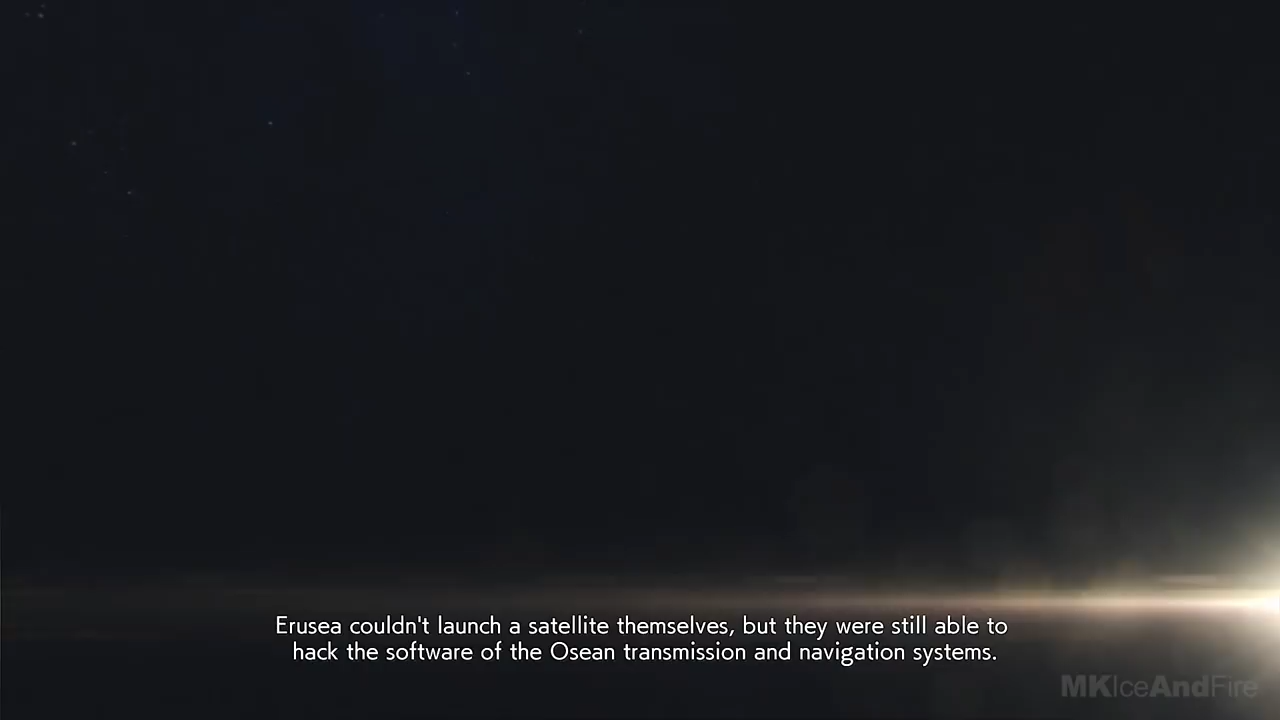 Erusea couldn't launch a satellite themselves, but they were still able to
hack the software of the Osean transmission and navigation systems.
MKIceAndFire